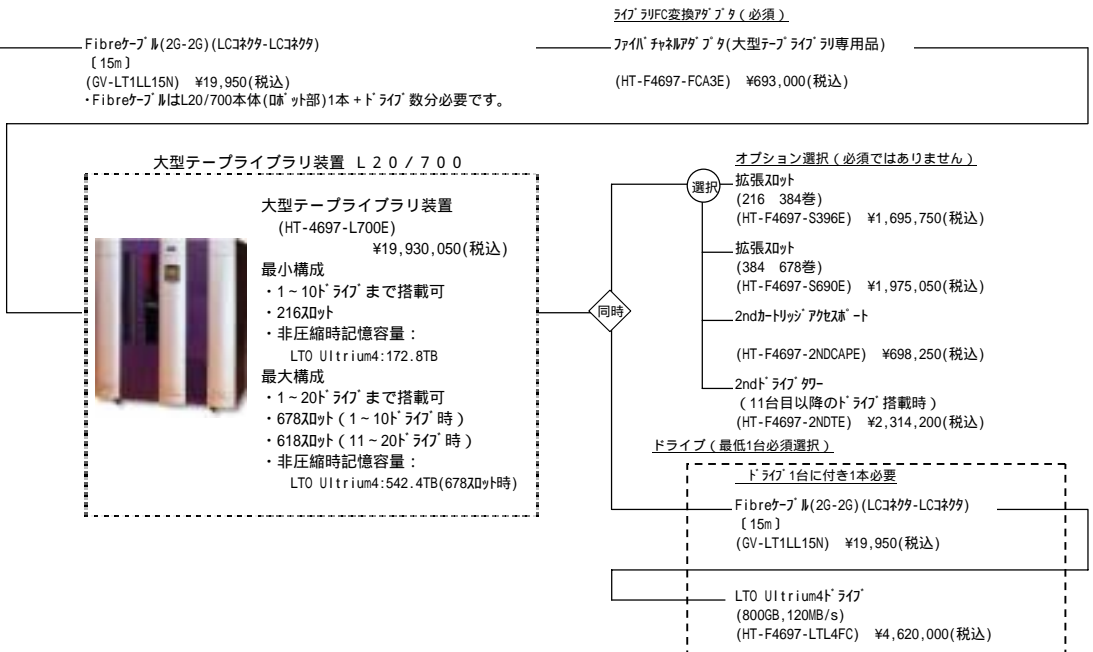 ﾗｲﾌﾞﾗﾘFC変換ｱﾀﾞﾌﾟﾀ(必須)
Fibreｹｰﾌﾞﾙ(2G-2G)(LCｺﾈｸﾀ-LCｺﾈｸﾀ)
〔15m〕
(GV-LT1LL15N) ¥19,950(税込)
・FibreｹｰﾌﾞﾙはL20/700本体(ﾛﾎﾞｯﾄ部)1本+ﾄﾞﾗｲﾌﾞ数分必要です。
ﾌｧｲﾊﾞﾁｬﾈﾙｱﾀﾞﾌﾟﾀ(大型ﾃｰﾌﾟﾗｲﾌﾞﾗﾘ専用品)
(HT-F4697-FCA3E) ¥693,000(税込)
大型テープライブラリ装置 L20/700
大型テープライブラリ装置
(HT-4697-L700E)
¥19,930,050(税込)
最小構成
・1~10ﾄﾞﾗｲﾌﾞまで搭載可
・216ｽﾛｯﾄ
・非圧縮時記憶容量:
LTO Ultrium4:172.8TB
最大構成
・1~20ﾄﾞﾗｲﾌﾞまで搭載可
・678ｽﾛｯﾄ(1~10ﾄﾞﾗｲﾌﾞ時)
・618ｽﾛｯﾄ(11~20ﾄﾞﾗｲﾌﾞ時)
・非圧縮時記憶容量:
LTO Ultrium4:542.4TB(678ｽﾛｯﾄ時)
同時
選択
オプション選択(必須ではありません)
拡張ｽﾛｯﾄ
(216 384巻)
(HT-F4697-S396E) ¥1,695,750(税込)
拡張ｽﾛｯﾄ
(384 678巻)
(HT-F4697-S690E) ¥1,975,050(税込)
2ndｶｰﾄﾘｯｼﾞｱｸｾｽﾎﾟｰﾄ
(HT-F4697-2NDCAPE) ¥698,250(税込)
2ndﾄﾞﾗｲﾌﾞﾀﾜｰ
(11台目以降のﾄﾞﾗｲﾌﾞ搭載時)
(HT-F4697-2NDTE) ¥2,314,200(税込)
ドライブ(最低1台必須選択)
ﾄﾞﾗｲﾌﾞ1台に付き1本必要
Fibreｹｰﾌﾞﾙ(2G-2G)(LCｺﾈｸﾀ-LCｺﾈｸﾀ)
〔15m〕
(GV-LT1LL15N) ¥19,950(税込)
LTO Ultrium4ﾄﾞﾗｲﾌﾞ
(800GB,120MB/s)
(HT-F4697-LTL4FC) ¥4,620,000(税込)